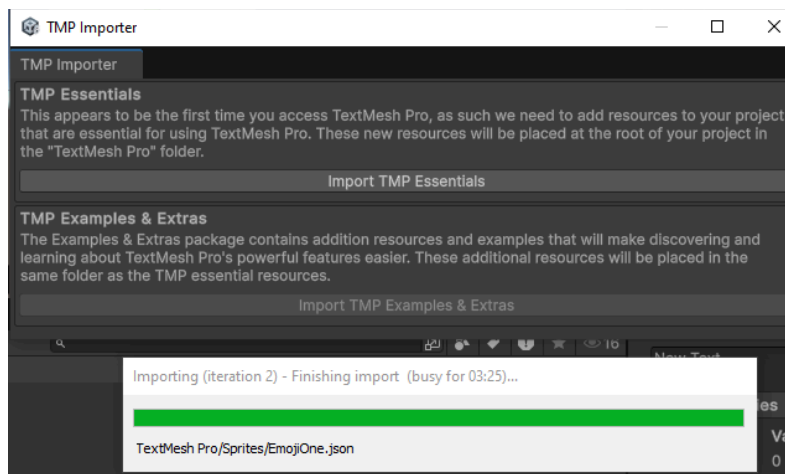 TMP Importer
TMP Importer
TMP Essentials
This appears to be the first time you access TextMesh Pro, as such we need to add resources to your project
that are essential for using TextMesh Pro. These new resources will be placed at the root of your project in
the "TextMesh Pro" folder.
Import TMP Essentials
TMP Examples & Extras
The Examples & Extras package contains addition resources and examples that will make discovering and
learning about TextMesh Pro's powerful features easier. These additional resources will be placed in the
same folder as the TMP essential resources.
Import TMP Examples & Extras
16
New Text
Importing (iteration 2) - Finishing import (busy for 03:25)...
TextMesh Pro/Sprites/EmojiOne.json
ies
Va
0